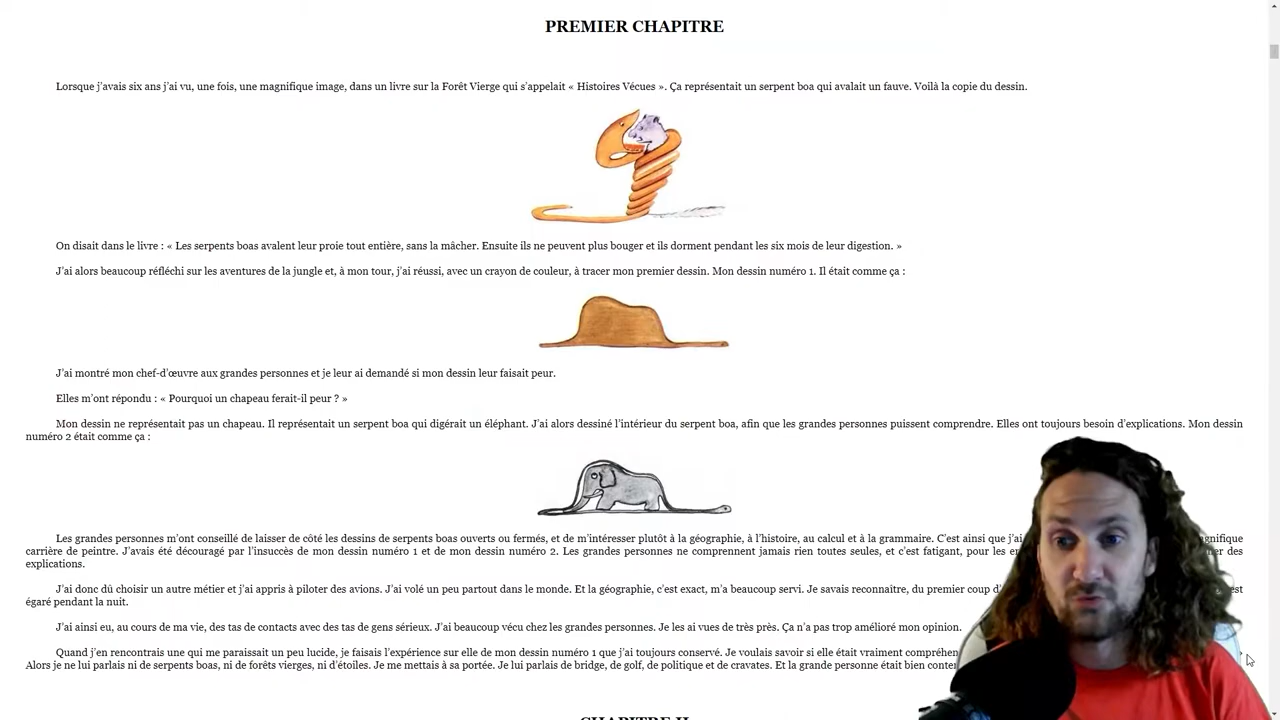 PREMIER CHAPITRE
Lorsque j'avais six ans j'ai vu, une fois, une magnifique image, dans un livre sur la Forêt Vierge qui s'appelait « Histoires Vécues ». Ça représentait un serpent boa qui avalait un fauve. Voilà la copie du dessin.
On disait dans le livre : « Les serpents boas avalent leur proie tout entière, sans la mâcher. Ensuite ils ne peuvent plus bouger et ils dorment pendant les six mois de leur digestion. »
J'ai alors beaucoup réfléchi sur les aventures de la jungle et, à mon tour, j'ai réussi, avec un crayon de couleur, à tracer mon premier dessin. Mon dessin numéro 1. Il était comme ça :
J'ai montré mon chef-d'œuvre aux grandes personnes et je leur ai demandé si mon dessin leur faisait peur.
Elles m'ont répondu : « Pourquoi un chapeau ferait-il peur ? »
Mon dessin ne représentait pas un chapeau. Il représentait un serpent boa qui digérait un éléphant. J'ai alors dessiné l'intérieur du serpent boa, afin que les grandes personnes puissent comprendre. Elles ont toujours besoin d'explications. Mon dessin
numéro 2 était comme ça :
Les grandes personnes m'ont conseillé de laisser de côté les dessins de serpents boas ouverts ou fermés, et de m'intéresser plutôt à la géographie, à l'histoire, au calcul et à la grammaire. C'est ainsi que j'ai
carrière de peintre. J'avais été découragé par l'insuccès de mon dessin numéro 1 et de mon dessin numéro 2. Les grandes personnes ne comprennent jamais rien toutes seules, et c'est fatigant, pour les des
explications.
J'ai donc dû choisir un autre métier et j'ai appris à piloter des avions. J'ai volé un peu partout dans le monde. Et la géographie, c'est exact, m'a beaucoup servi. Je savais reconnaître, du premier coup est
égaré pendant la nuit.
J'ai ainsi eu, au cours de ma vie, des tas de contacts avec des tas de gens sérieux. J'ai beaucoup vécu chez les grandes personnes. Je les ai vues de très près. Ça n'a pas trop amélioré mon opinion.
Quand j'en rencontrais une qui me paraissait un peu lucide, je faisais l'expérience sur elle de mon dessin numéro 1 que j'ai toujours conservé. Je voulais savoir si elle était vraiment
Alors je ne lui parlais ni de serpents boas, ni de forêts vierges, ni d'étoiles. Je me mettais à sa portée. Je lui parlais de bridge, de golf, de politique et de cravates. Et la grande personne était bien
CHAPITRE II